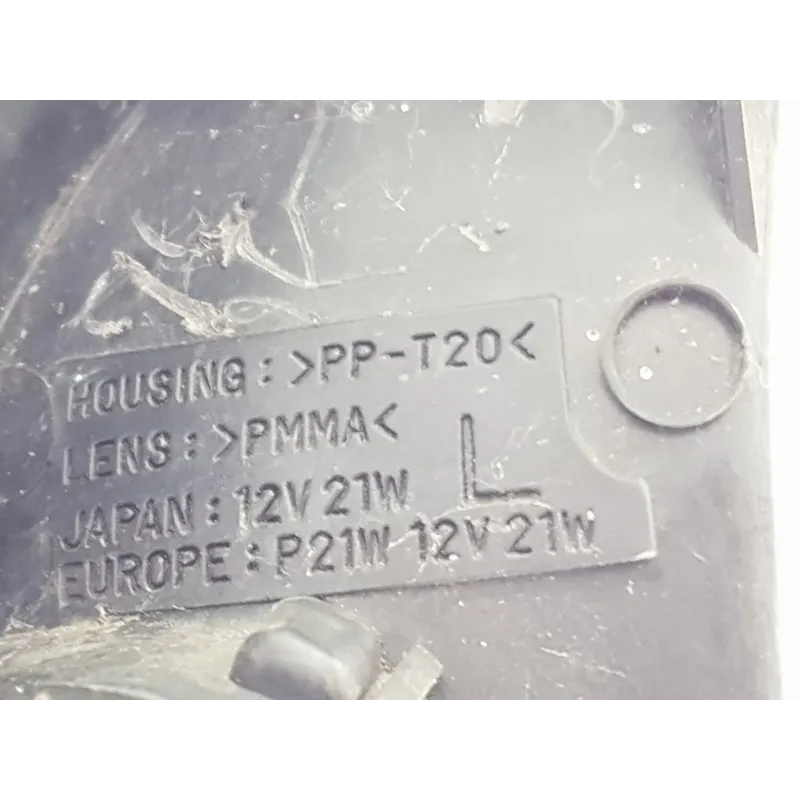 HOUSING: >PP-T20<
LENS: >PMMA<
L
JAPAN: 12V 21W
EUROPE: P21W 12V 21W